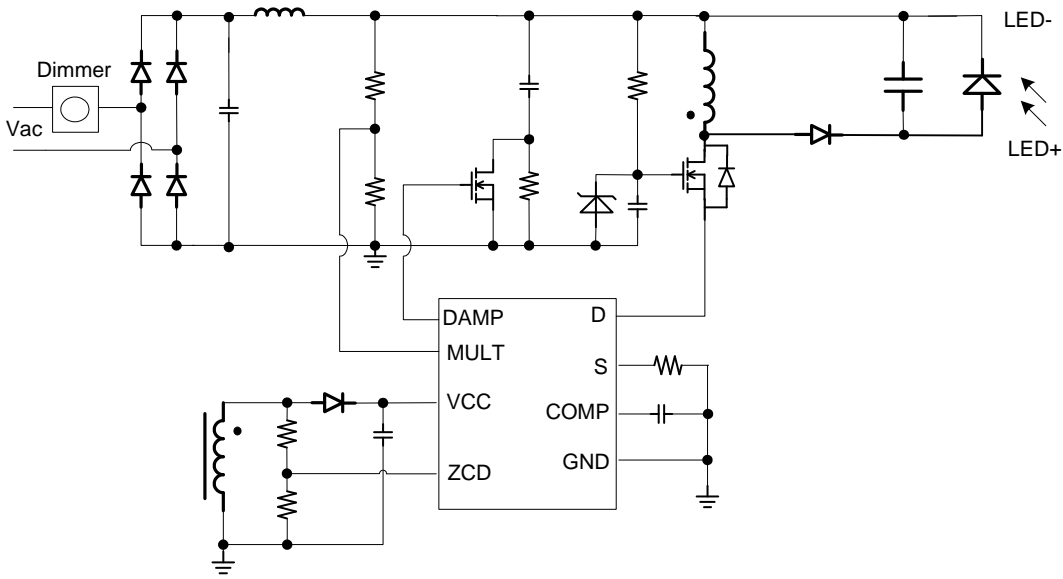 LED-
Dimmer
Vac
LED+
DAMP
D
MULT
S
VCC
COMP
ZCD
GND